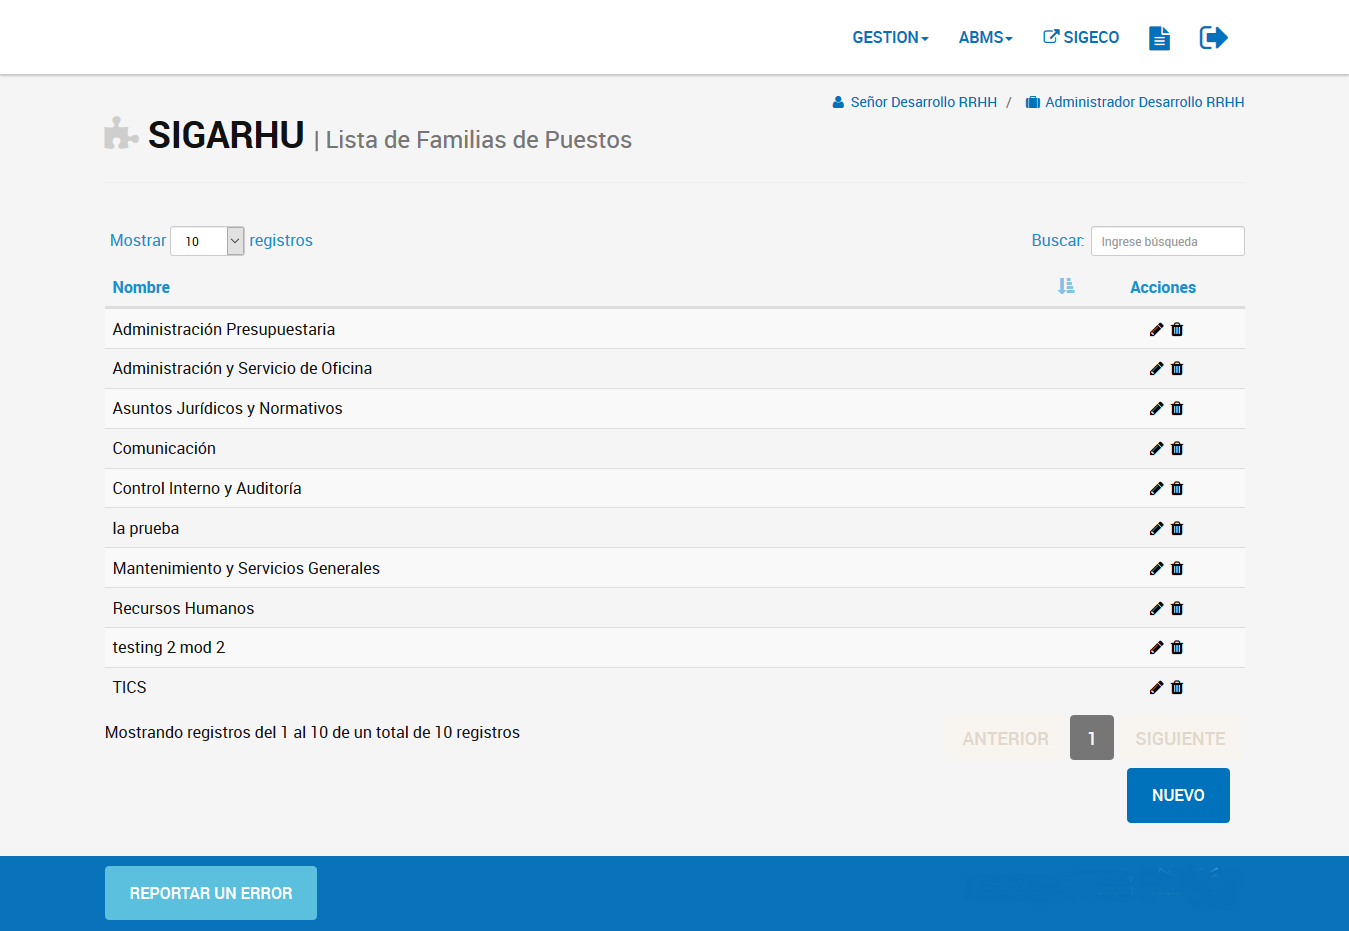 GESTION ABMS SIGECO
Señor Desarrollo RRHH / Administrador Desarrollo RRHH
SIGARHU | Lista de Familias de Puestos
Mostrar 10 registros Buscar: Ingrese búsqueda
Nombre Acciones
Administración Presupuestaria
Administración y Servicio de Oficina
Asuntos Jurídicos y Normativos
Comunicación
Control Interno y Auditoría
la prueba
Mantenimiento y Servicios Generales
Recursos Humanos
testing 2 mod 2
TICS
Mostrando registros del 1 al 10 de un total de 10 registros
ANTERIOR 1 SIGUIENTE
NUEVO
REPORTAR UN ERROR